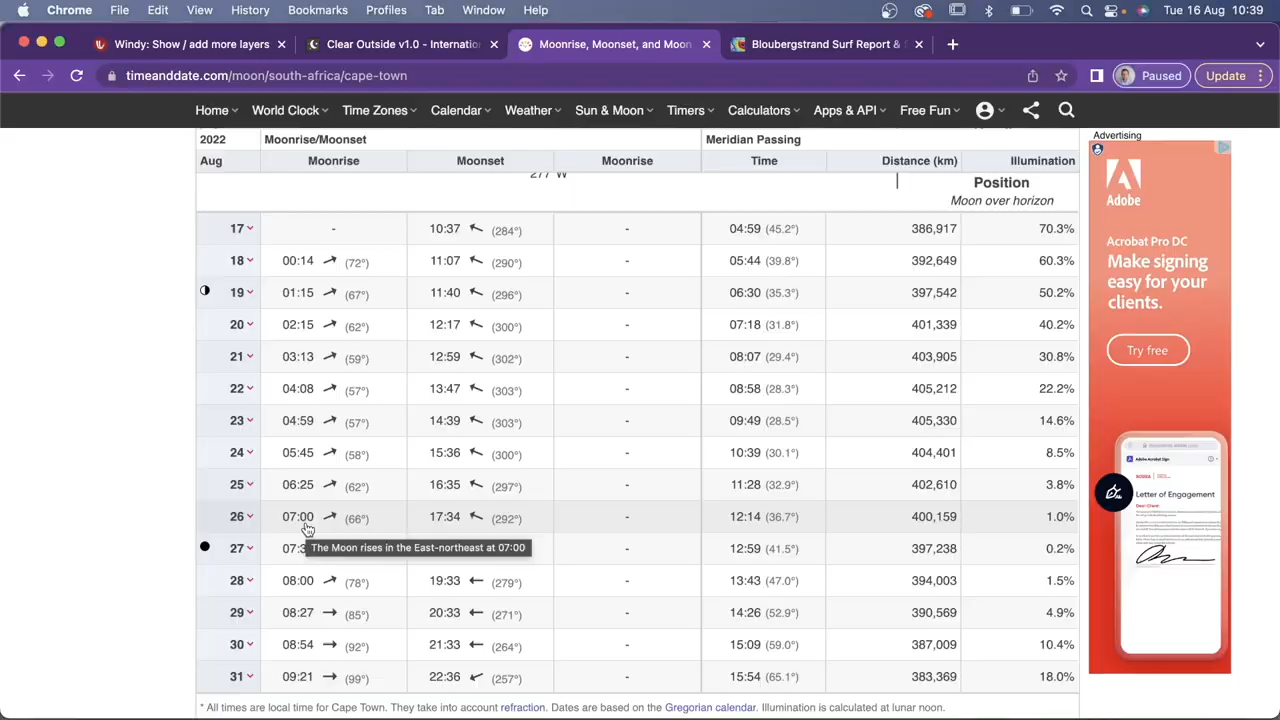 Chrome File Edit View History Bookmarks Profiles Tab Window Help Tue 16 Aug 10:39
Windy: Show / add more layers
Clear Outside v1.0 - Internatio
Moonrise, Moonset, and Moon
Bloubergstrand Surf Report &
timeanddate.com/moon/south-africa/cape-town Paused Update
Home World Clock Time Zones Calendar Weather Sun & Moon Timers Calculators Apps & API Free Fun
Advertising
2022 Moonrise/Moonset Meridian Passing
Aug Moonrise Moonset Moonrise Time Distance (km) Illumination
277°W
Position
Moon over horizon
17 - 10:37 (284°) - 04:59 (45.2°) 386,917 70.3%
18 00:14 (72°) 11:07 (290°) - 05:44 (39.8°) 392,649 60.3%
19 01:15 (67°) 11:40 (296°) - 06:30 (35.3°) 397,542 50.2%
20 02:15 (62°) 12:17 (300°) - 07:18 (31.8°) 401,339 40.2%
21 03:13 (59°) 12:59 (302°) - 08:07 (29.4°) 403,905 30.8%
22 04:08 (57°) 13:47 (303°) - 08:58 (28.3°) 405,212 22.2%
23 04:59 (57°) 14:39 (303°) - 09:49 (28.5°) 405,330 14.6%
24 05:45 (58°) 15:36 (300°) - 10:39 (30.1°) 404,401 8.5%
25 06:25 (62°) 16:35 (297°) - 11:28 (32.9°) 402,610 3.8%
26 07:00 (66°) 17:34 (292°) - 12:14 (36.7°) 400,159 1.0%
27 The Moon rises in the East-northeast at 07:00 - 12:59 (41.5°) 397,238 0.2%
28 08:00 (78°) 19:33 (279°) - 13:43 (47.0°) 394,003 1.5%
29 08:27 (85°) 20:33 (271°) - 14:26 (52.9°) 390,569 4.9%
30 08:54 (92°) 21:33 (264°) - 15:09 (59.0°) 387,009 10.4%
31 09:21 (99°) 22:36 (257°) - 15:54 (65.1°) 383,369 18.0%
* All times are local time for Cape Town. They take into account refraction. Dates are based on the Gregorian calendar. Illumination is calculated at lunar noon.
Adobe
Acrobat Pro DC
Make signing
easy for your
clients.
Try free
Adobe Acrobat Sign
Letter of Engagement